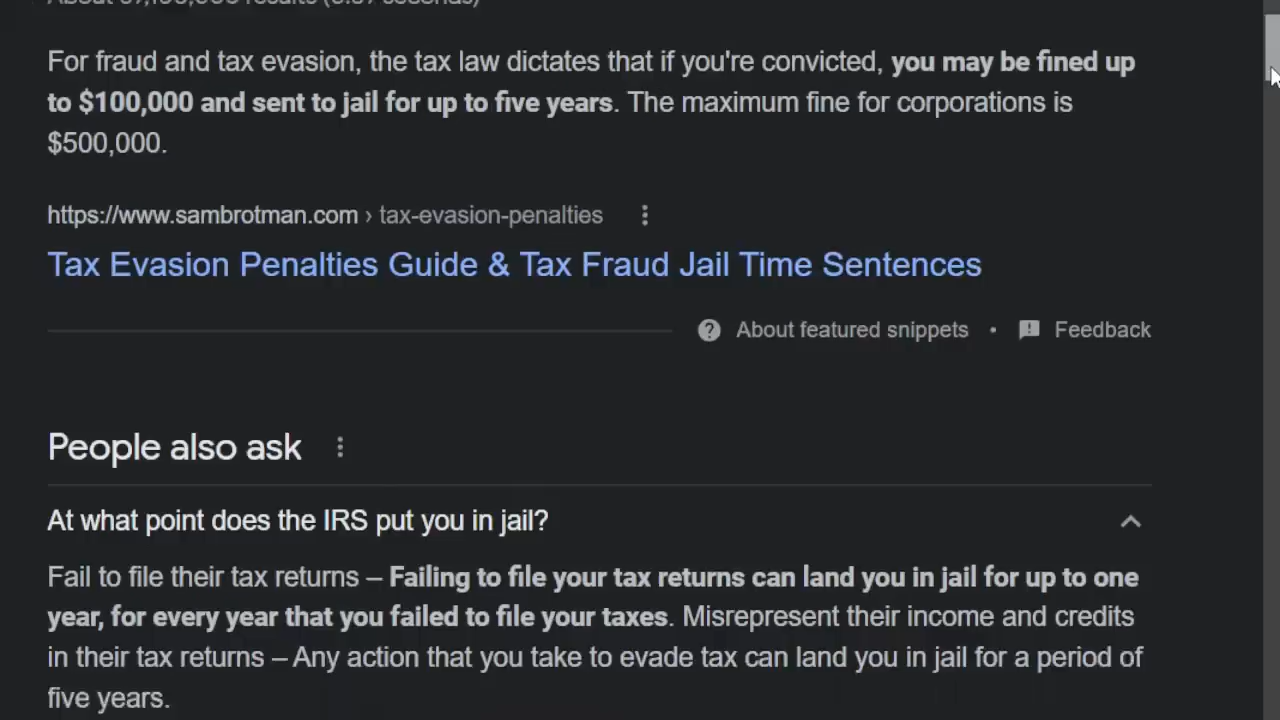 For fraud and tax evasion, the tax law dictates that if you're convicted, you may be fined up
to $100,000 and sent to jail for up to five years. The maximum fine for corporations is
$500,000.
https://www.sambrotman.com › tax-evasion-penalties
Tax Evasion Penalties Guide & Tax Fraud Jail Time Sentences
About featured snippets • Feedback
People also ask
At what point does the IRS put you in jail?
Fail to file their tax returns – Failing to file your tax returns can land you in jail for up to one
year, for every year that you failed to file your taxes. Misrepresent their income and credits
in their tax returns – Any action that you take to evade tax can land you in jail for a period of
five years.